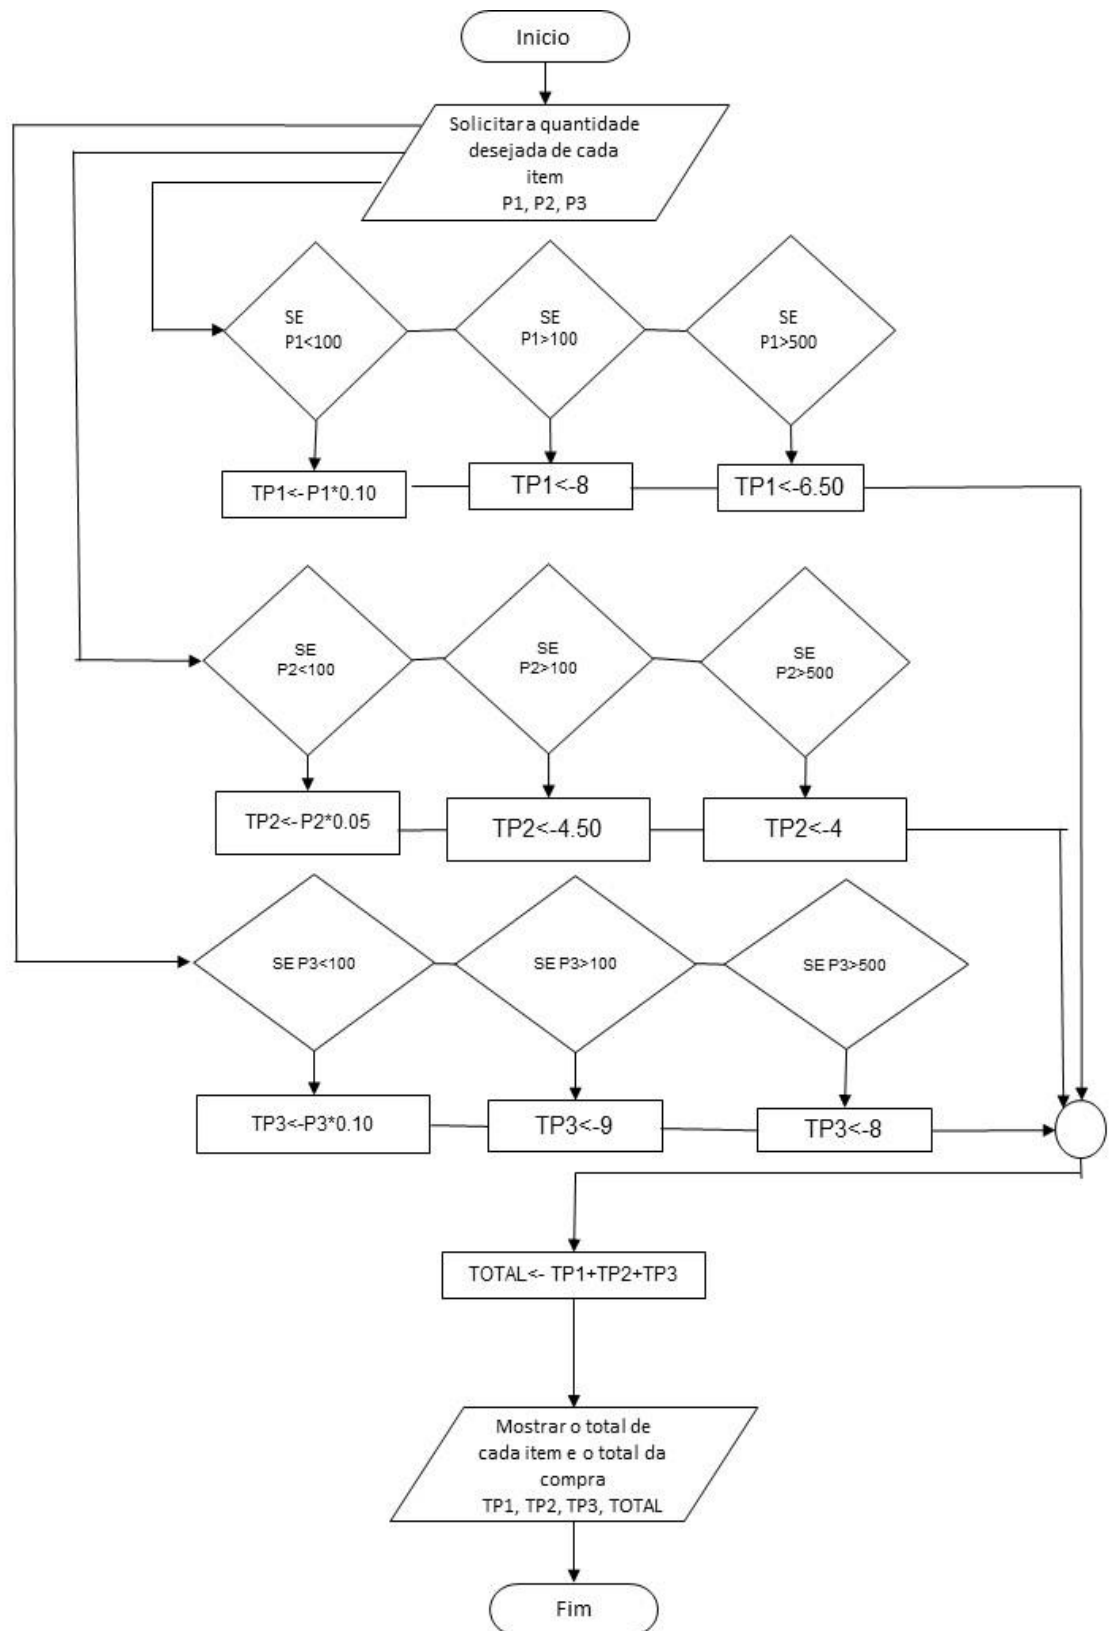 Inicio
Solicitar a quantidade
desejada de cada
item
P1, P2, P3
SE
P1<100
SE
P1>100
SE
P1>500
TP1<-P1*0.10
TP1<-8
TP1<-6.50
SE
P2<100
SE
P2>100
SE
P2>500
TP2<-P2*0.05
TP2<-4.50
TP2<-4
SE P3<100
SE P3>100
SE P3>500
TP3<-P3*0.10
TP3<-9
TP3<-8
TOTAL<- TP1+TP2+TP3
Mostrar o total de
cada item e o total da
compra
TP1, TP2, TP3, TOTAL
Fim